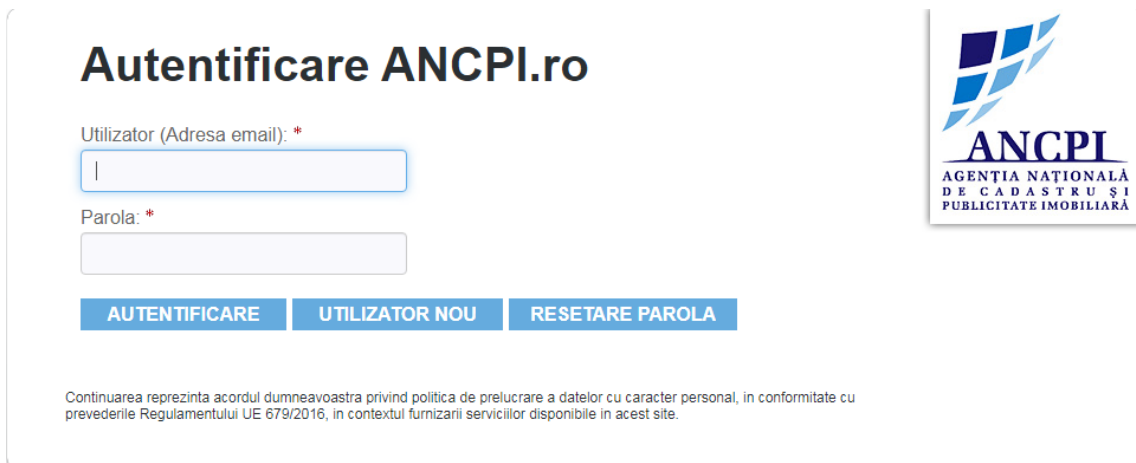 Autentificare ANCPI.ro
Utilizator (Adresa email): *
Parola: *
AUTENTIFICARE
UTILIZATOR NOU
RESETARE PAROLA
Continuarea reprezinta acordul dumneavoastra privind politica de prelucrare a datelor cu caracter personal, in conformitate cu
prevederile Regulamentului UE 679/2016, in contextul furnizarii serviciilor disponibile in acest site.
ANCPI
AGENȚIA NAȚIONALĂ
DE CADASTRU ȘI
PUBLICITATE IMOBILIARĂ